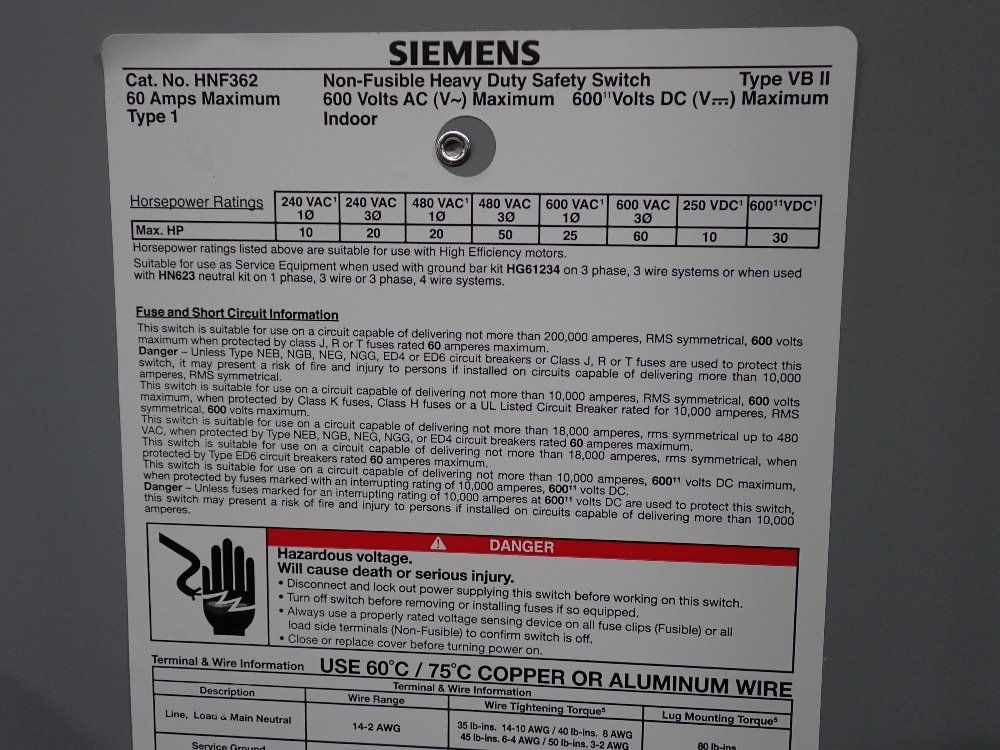 SIEMENS
Cat. No. HNF362 Non-Fusible Heavy Duty Safety Switch Type VB II
60 Amps Maximum 600 Volts AC (V~) Maximum 600¹¹Volts DC (V⎓) Maximum
Type 1 Indoor
Horsepower Ratings 240 VAC¹ 240 VAC 480 VAC¹ 480 VAC 600 VAC¹ 600 VAC 250 VDC¹ 600¹¹VDC¹
1Ø 3Ø 1Ø 3Ø 1Ø 3Ø
Max. HP 10 20 20 50 25 60 10 30
Horsepower ratings listed above are suitable for use with High Efficiency motors.
Suitable for use as Service Equipment when used with ground bar kit HG61234 on 3 phase, 3 wire systems or when used
with HN623 neutral kit on 1 phase, 3 wire or 3 phase, 4 wire systems.
Fuse and Short Circuit Information
This switch is suitable for use on a circuit capable of delivering not more than 200,000 amperes, RMS symmetrical, 600 volts
maximum when protected by class J, R or T fuses rated 60 amperes maximum.
Danger – Unless Type NEB, NGB, NEG, NGG, ED4 or ED6 circuit breakers or Class J, R or T fuses are used to protect this
switch, it may present a risk of fire and injury to persons if installed on circuits capable of delivering more than 10,000
amperes, RMS symmetrical.
This switch is suitable for use on a circuit capable of delivering not more than 10,000 amperes, RMS symmetrical, 600 volts
maximum, when protected by Class K fuses, Class H fuses or a UL Listed Circuit Breaker rated for 10,000 amperes, RMS
symmetrical, 600 volts maximum.
This switch is suitable for use on a circuit capable of delivering not more than 18,000 amperes, rms symmetrical up to 480
VAC, when protected by Type NEB, NGB, NEG, NGG, or ED4 circuit breakers rated 60 amperes maximum.
This switch is suitable for use on a circuit capable of delivering not more than 18,000 amperes, rms symmetrical, when
protected by Type ED6 circuit breakers rated 60 amperes maximum.
This switch is suitable for use on a circuit capable of delivering not more than 10,000 amperes, 600¹¹ volts DC maximum,
when protected by fuses marked with an interrupting rating of 10,000 amperes, 600¹¹ volts DC.
Danger – Unless fuses marked for an interrupting rating of 10,000 amperes at 600¹¹ volts DC are used to protect this switch,
this switch may present a risk of fire and injury to persons if installed on circuits capable of delivering more than 10,000
amperes.
DANGER
Hazardous voltage.
Will cause death or serious injury.
• Disconnect and lock out power supplying this switch before working on this switch.
• Turn off switch before removing or installing fuses if so equipped.
• Always use a properly rated voltage sensing device on all fuse clips (Fusible) or all
load side terminals (Non-Fusible) to confirm switch is off.
• Close or replace cover before turning power on.
Terminal & Wire Information USE 60°C / 75°C COPPER OR ALUMINUM WIRE
Terminal & Wire Information
Description Wire Range Wire Tightening Torque⁵ Lug Mounting Torque⁵
Line, Load & Main Neutral 14-2 AWG 35 lb-ins. 14-10 AWG / 40 lb-ins. 8 AWG
45 lb-ins. 6-4 AWG / 50 lb-ins. 3-2 AWG 80 lb-ins.
Service Ground